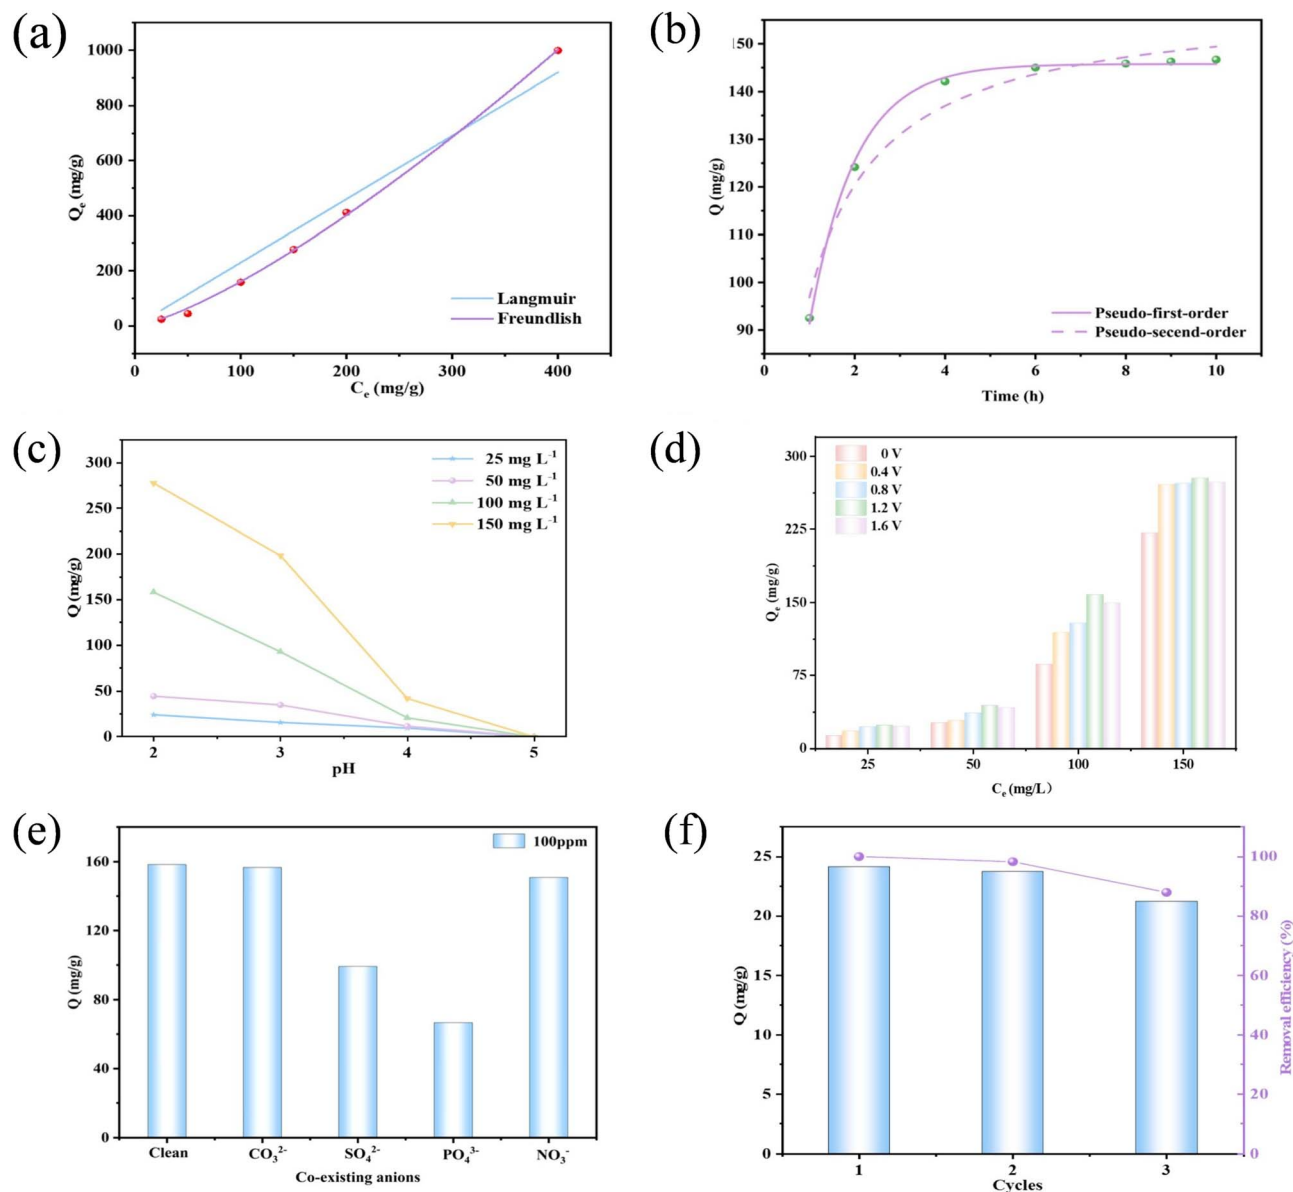 (a)
1000
800
600
400
200
0
Qe (mg/g)
Langmuir
Freundlish
0 100 200 300 400
Ce (mg/g)
(b)
150
140
130
120
110
100
90
Q (mg/g)
Pseudo-first-order
Pseudo-secend-order
0 2 4 6 8 10
Time (h)
(c)
300
250
200
150
100
50
0
Q (mg/g)
25 mg L-1
50 mg L-1
100 mg L-1
150 mg L-1
2 3 4 5
pH
(d)
300
225
150
75
0
Qe (mg/g)
0 V
0.4 V
0.8 V
1.2 V
1.6 V
25 50 100 150
Ce (mg/L)
(e)
160
120
80
40
0
Q (mg/g)
100ppm
Clean CO3²⁻ SO4²⁻ PO4³⁻ NO3⁻
Co-existing anions
(f)
25
20
15
10
5
0
Q (mg/g)
100
80
60
40
20
0
Removal efficiency (%)
1 2 3
Cycles